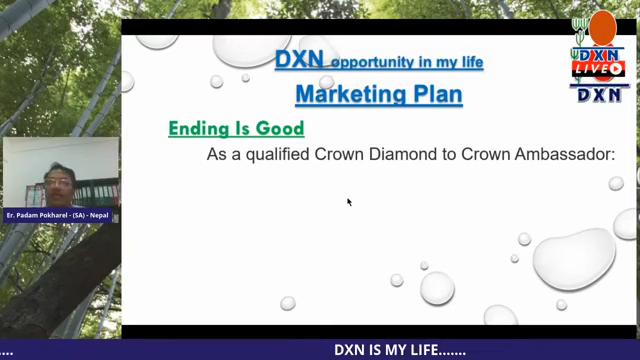 DXN opportunity in my life
Marketing Plan
Ending Is Good
As a qualified Crown Diamond to Crown Ambassador:
DXN
LIVE
DXN
Er. Padam Pokharel - (SA) - Nepal
.... DXN IS MY LIFE.......